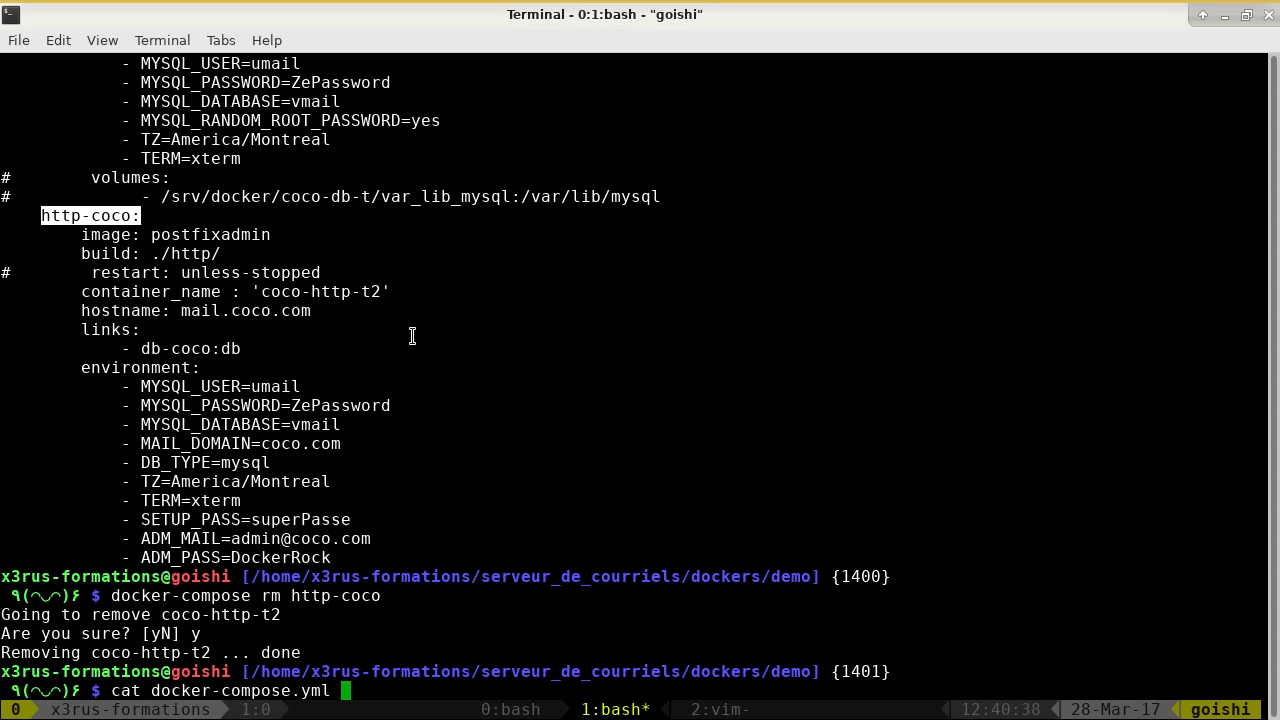 Terminal - 0:1:bash - "goishi"
File Edit View Terminal Tabs Help
- MYSQL_USER=umail
- MYSQL_PASSWORD=ZePassword
- MYSQL_DATABASE=vmail
- MYSQL_RANDOM_ROOT_PASSWORD=yes
- TZ=America/Montreal
- TERM=xterm
# volumes:
# - /srv/docker/coco-db-t/var_lib_mysql:/var/lib/mysql
http-coco:
image: postfixadmin
build: ./http/
# restart: unless-stopped
container_name : 'coco-http-t2'
hostname: mail.coco.com
links:
- db-coco:db
environment:
- MYSQL_USER=umail
- MYSQL_PASSWORD=ZePassword
- MYSQL_DATABASE=vmail
- MAIL_DOMAIN=coco.com
- DB_TYPE=mysql
- TZ=America/Montreal
- TERM=xterm
- SETUP_PASS=superPasse
- ADM_MAIL=admin@coco.com
- ADM_PASS=DockerRock
x3rus-formations@goishi [/home/x3rus-formations/serveur_de_courriels/dockers/demo] {1400}
٩(◠‿◠)۶ $ docker-compose rm http-coco
Going to remove coco-http-t2
Are you sure? [yN] y
Removing coco-http-t2 ... done
x3rus-formations@goishi [/home/x3rus-formations/serveur_de_courriels/dockers/demo] {1401}
٩(◠‿◠)۶ $ cat docker-compose.yml
0 x3rus-formations 1:0 0:bash 1:bash* 2:vim- 12:40:38 28-Mar-17 goishi